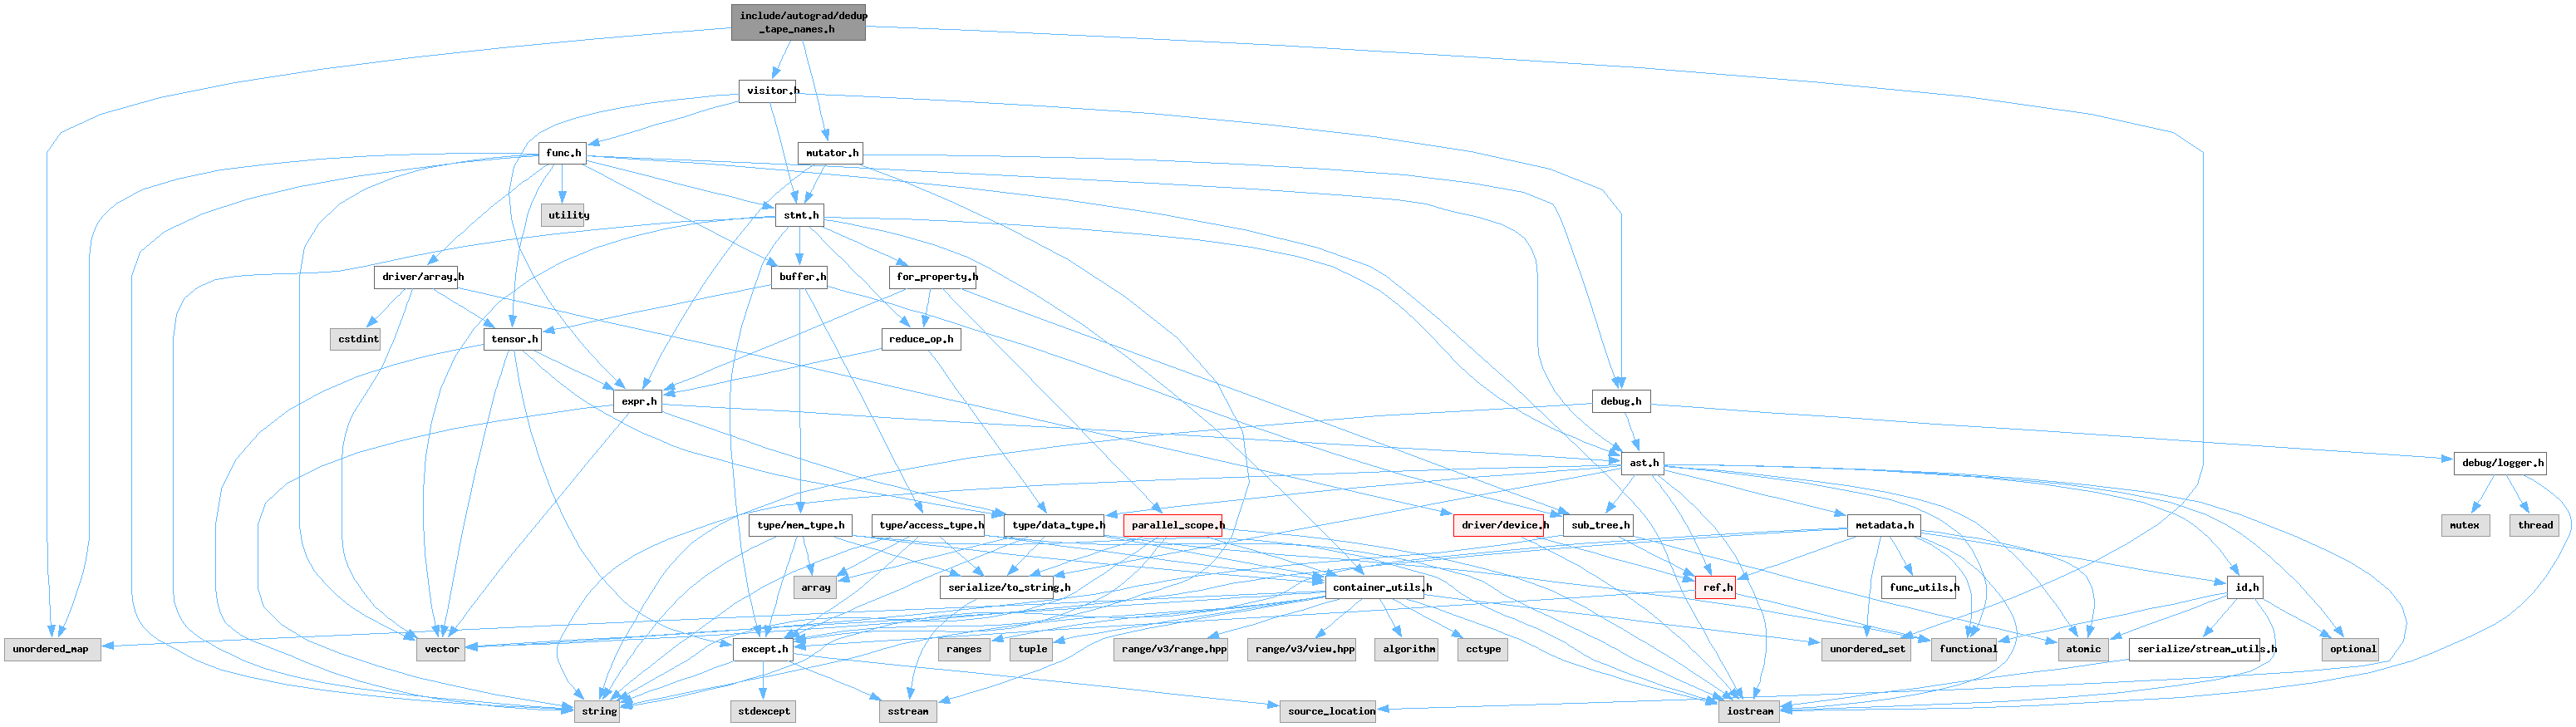 include/autograd/dedup
_tape_names.h
visitor.h
func.h
mutator.h
utility
stmt.h
driver/array.h
buffer.h
for_property.h
cstdint
tensor.h
reduce_op.h
expr.h
debug.h
ast.h
debug/logger.h
type/mem_type.h
type/access_type.h
type/data_type.h
parallel_scope.h
driver/device.h
sub_tree.h
metadata.h
mutex
thread
array
serialize/to_string.h
container_utils.h
ref.h
func_utils.h
id.h
unordered_map
vector
except.h
ranges
tuple
range/v3/range.hpp
range/v3/view.hpp
algorithm
cctype
unordered_set
functional
atomic
serialize/stream_utils.h
optional
string
stdexcept
sstream
source_location
iostream